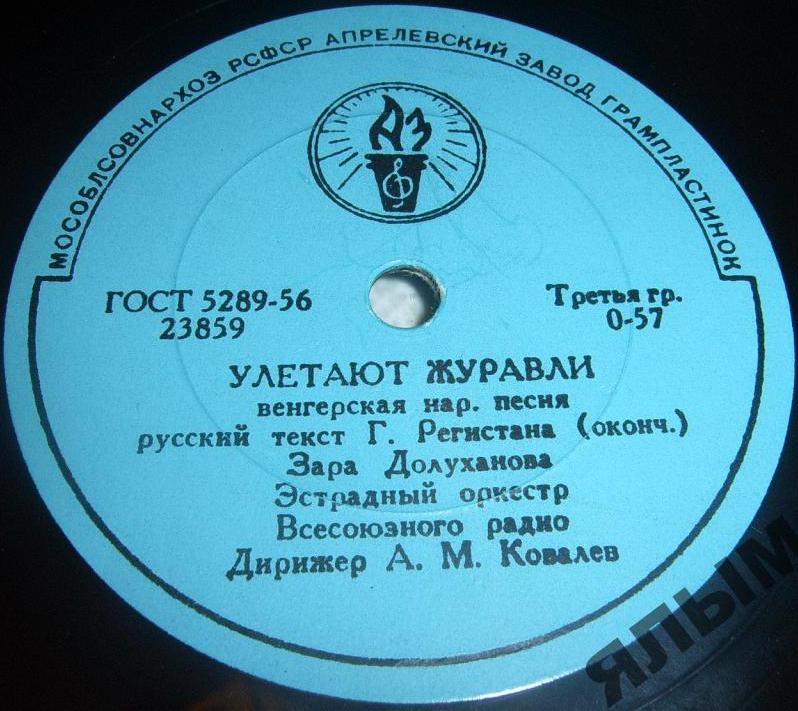 МОСОБЛСОВНАРХОЗ РСФСР АПРЕЛЕВСКИЙ ЗАВОД ГРАМПЛАСТИНОК
АЗ
ГОСТ 5289-56
23859
Третья гр.
0-57
УЛЕТАЮТ ЖУРАВЛИ
венгерская нар. песня
русский текст Г. Регистана (оконч.)
Зара Долуханова
Эстрадный оркестр
Всесоюзного радио
Дирижер А. М. Ковалев
ЯЛЫМ